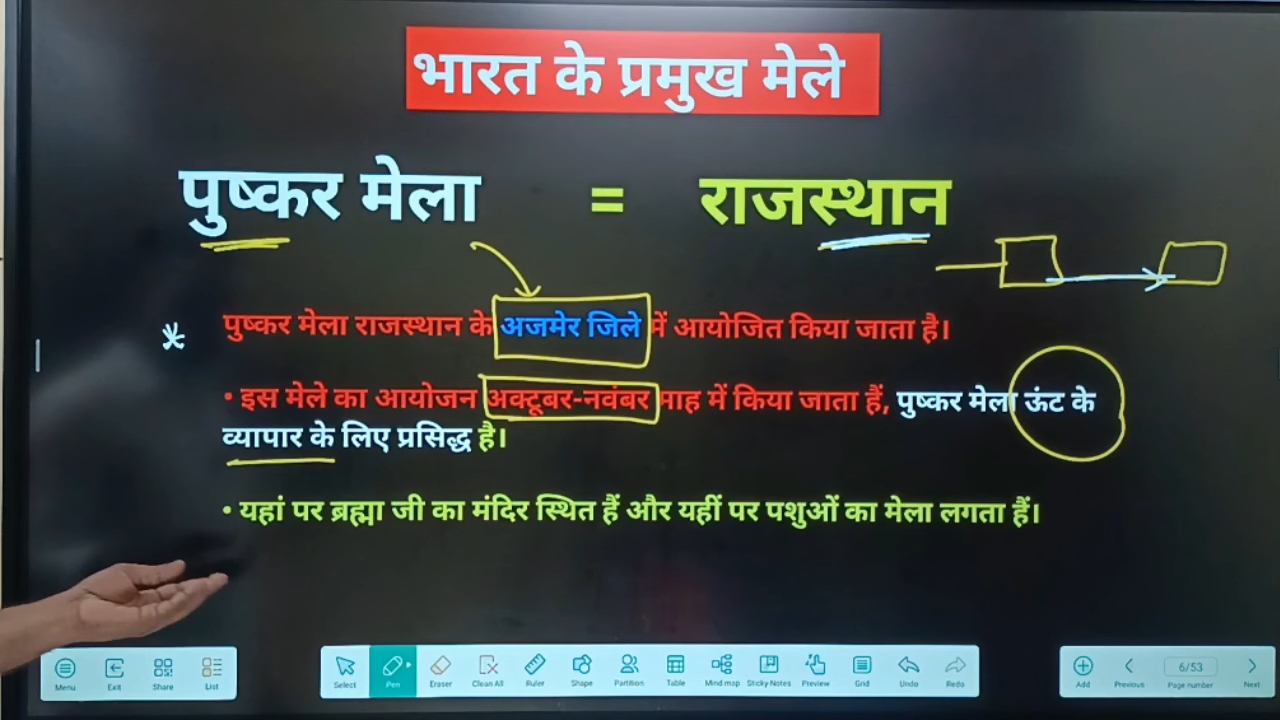 भारत के प्रमुख मेले
पुष्कर मेला = राजस्थान
* पुष्कर मेला राजस्थान के अजमेर जिले में आयोजित किया जाता है।
• इस मेले का आयोजन अक्टूबर-नवंबर माह में किया जाता हैं, पुष्कर मेला ऊंट के
व्यापार के लिए प्रसिद्ध है।
• यहां पर ब्रह्मा जी का मंदिर स्थित हैं और यहीं पर पशुओं का मेला लगता हैं।
Menu Exit Share List Select Pen Eraser Clean All Ruler Shape Partition Table Mind map Sticky Notes Preview Grid Undo Redo Add Previous 6/53 Page number Next